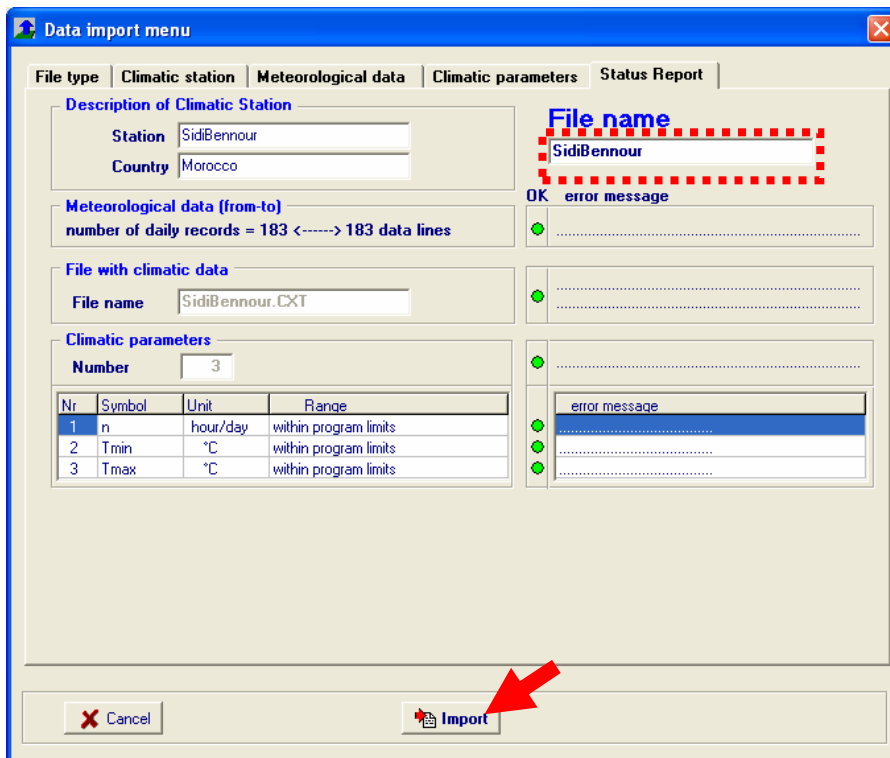 Data import menu
File type Climatic station Meteorological data Climatic parameters Status Report
Description of Climatic Station
Station SidiBennour
Country Morocco
File name
SidiBennour
OK error message
Meteorological data (from-to)
number of daily records = 183 <------> 183 data lines
File with climatic data
File name SidiBennour.CXT
Climatic parameters
Number 3
Nr Symbol Unit Range error message
1 n hour/day within program limits
2 Tmin °C within program limits
3 Tmax °C within program limits
Cancel Import